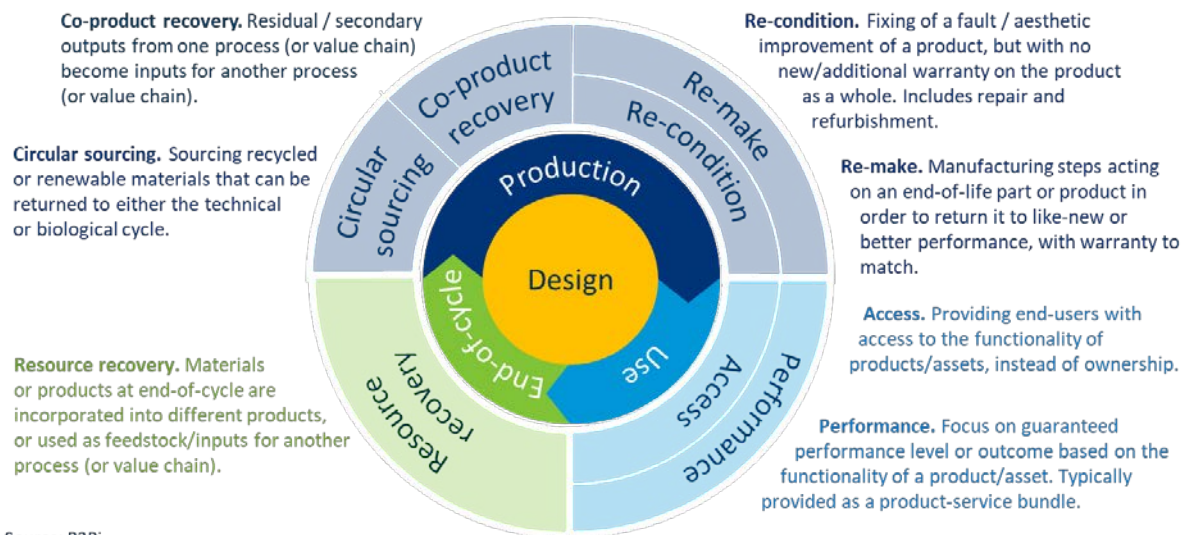 Co-product recovery. Residual / secondary
outputs from one process (or value chain)
become inputs for another process
(or value chain).
Circular sourcing. Sourcing recycled
or renewable materials that can be
returned to either the technical
or biological cycle.
Resource recovery. Materials
or products at end-of-cycle are
incorporated into different products,
or used as feedstock/inputs for another
process (or value chain).
Co-product
recovery
Circular
sourcing
Re-make
Re-condition
Production
Design
End-of-cycle
Use
Resource
recovery
Access
Performance
Re-condition. Fixing of a fault / aesthetic
improvement of a product, but with no
new/additional warranty on the product
as a whole. Includes repair and
refurbishment.
Re-make. Manufacturing steps acting
on an end-of-life part or product in
order to return it to like-new or
better performance, with warranty to
match.
Access. Providing end-users with
access to the functionality of
products/assets, instead of ownership.
Performance. Focus on guaranteed
performance level or outcome based on the
functionality of a product/asset. Typically
provided as a product-service bundle.